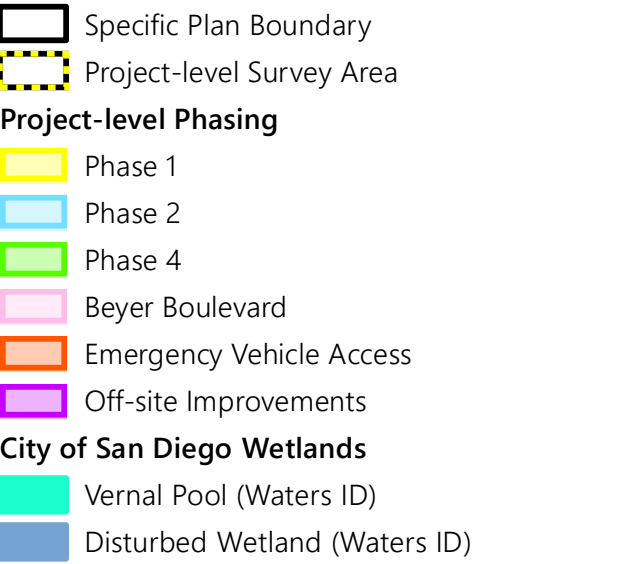 Specific Plan Boundary
Project-level Survey Area
Project-level Phasing
Phase 1
Phase 2
Phase 4
Beyer Boulevard
Emergency Vehicle Access
Off-site Improvements
City of San Diego Wetlands
Vernal Pool (Waters ID)
Disturbed Wetland (Waters ID)